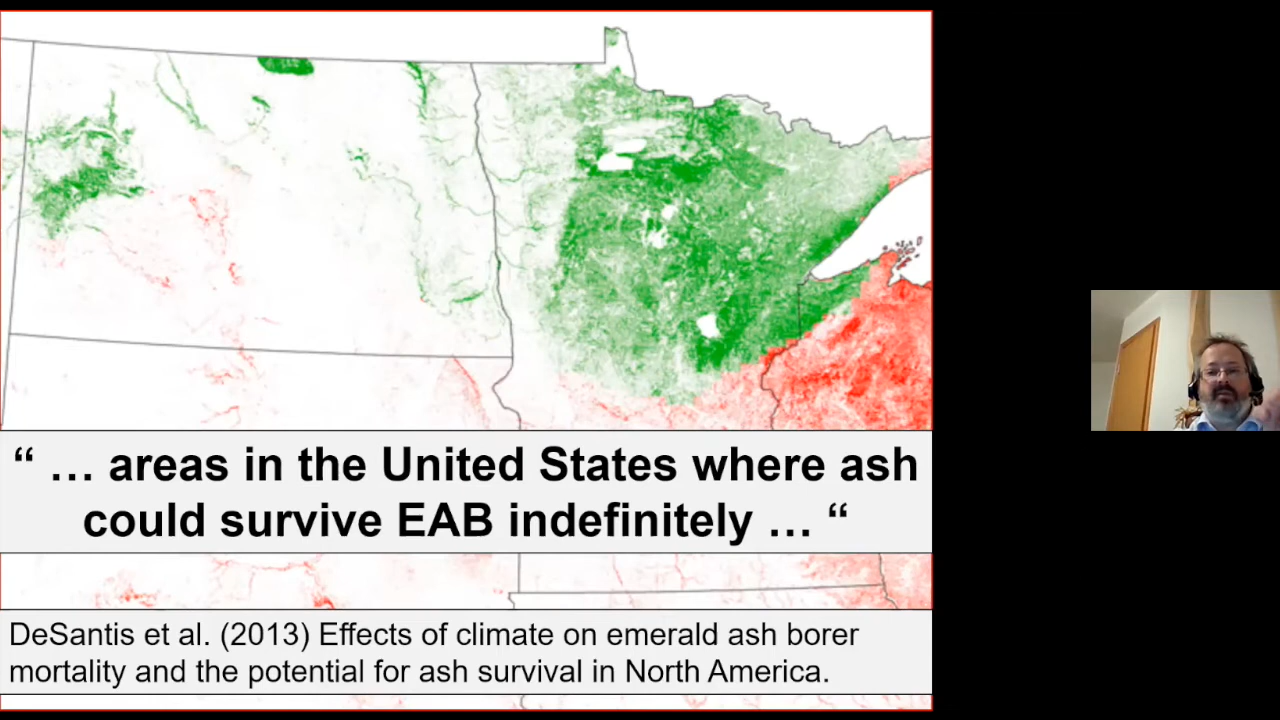 “ … areas in the United States where ash
could survive EAB indefinitely … “
DeSantis et al. (2013) Effects of climate on emerald ash borer
mortality and the potential for ash survival in North America.